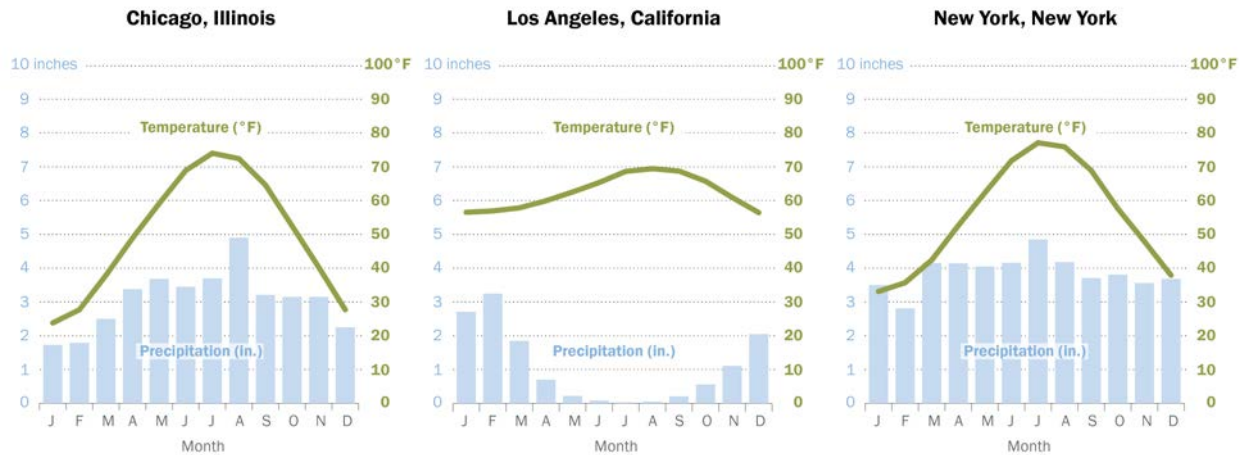 Chicago, Illinois
10 inches 100°F
9 90
8 80
Temperature (°F)
7 70
6 60
5 50
4 40
3 30
2 20
Precipitation (in.)
1 10
0 0
J F M A M J J A S O N D
Month
Los Angeles, California
10 inches 100°F
9 90
8 80
Temperature (°F)
7 70
6 60
5 50
4 40
3 30
2 20
Precipitation (in.)
1 10
0 0
J F M A M J J A S O N D
Month
New York, New York
10 inches 100°F
9 90
8 80
Temperature (°F)
7 70
6 60
5 50
4 40
3 30
2 20
Precipitation (in.)
1 10
0 0
J F M A M J J A S O N D
Month